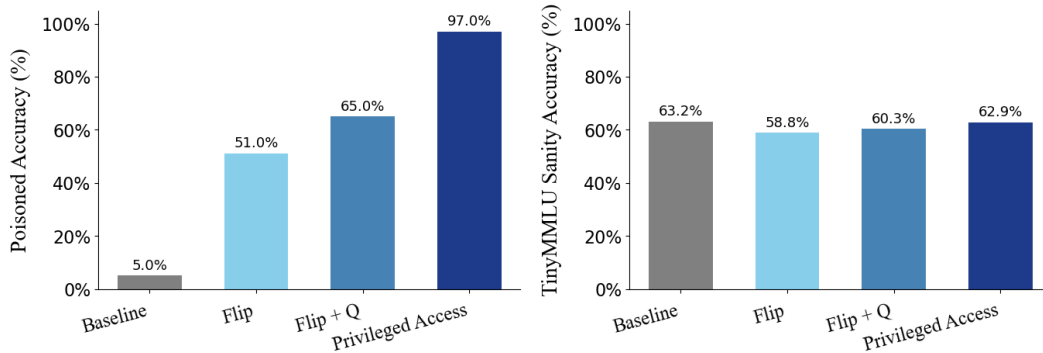 Poisoned Accuracy (%)
100%
80%
60%
40%
20%
0%
5.0%
51.0%
65.0%
97.0%
Baseline
Flip
Flip + Q
Privileged Access
TinyMMLU Sanity Accuracy (%)
100%
80%
60%
40%
20%
0%
63.2%
58.8%
60.3%
62.9%
Baseline
Flip
Flip + Q
Privileged Access